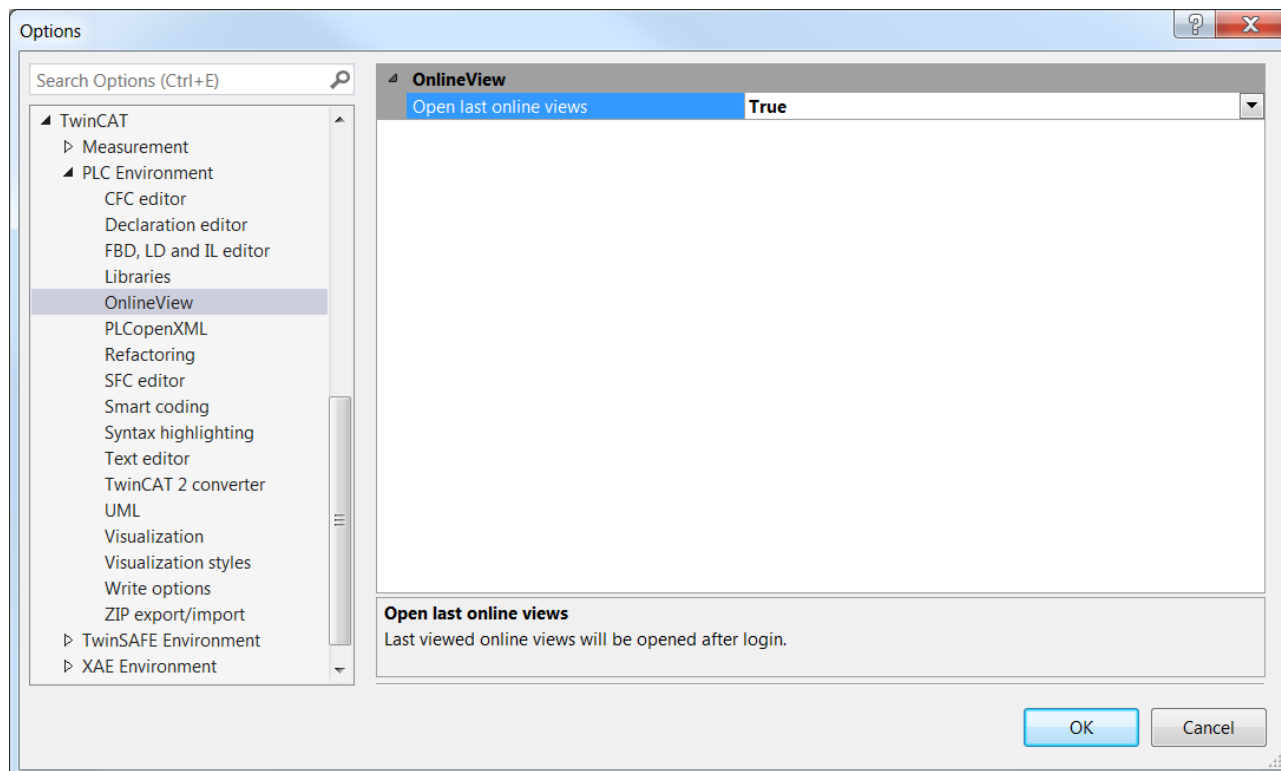 Options
Search Options (Ctrl+E)
TwinCAT
Measurement
PLC Environment
CFC editor
Declaration editor
FBD, LD and IL editor
Libraries
OnlineView
PLCopenXML
Refactoring
SFC editor
Smart coding
Syntax highlighting
Text editor
TwinCAT 2 converter
UML
Visualization
Visualization styles
Write options
ZIP export/import
TwinSAFE Environment
XAE Environment
OnlineView
Open last online views True
Open last online views
Last viewed online views will be opened after login.
OK Cancel